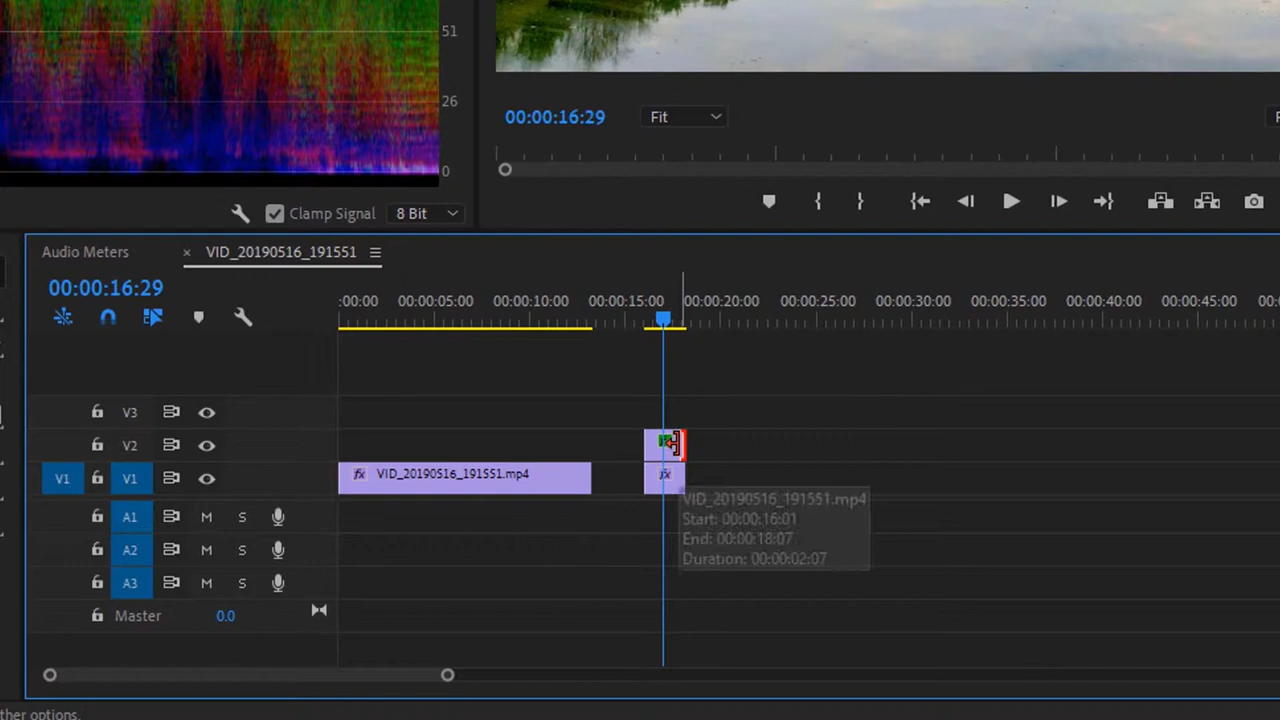 51
26
0
Clamp Signal 8 Bit
00:00:16:29 Fit
Audio Meters × VID_20190516_191551
00:00:16:29
:00:00 00:00:05:00 00:00:10:00 00:00:15:00 00:00:20:00 00:00:25:00 00:00:30:00 00:00:35:00 00:00:40:00 00:00:45:00 00:
V3
V2
V1 V1 fx VID_20190516_191551.mp4 fx
VID_20190516_191551.mp4
Start: 00:00:16:01
End: 00:00:18:07
Duration: 00:00:02:07
A1 M S
A2 M S
A3 M S
Master 0.0
ther options.